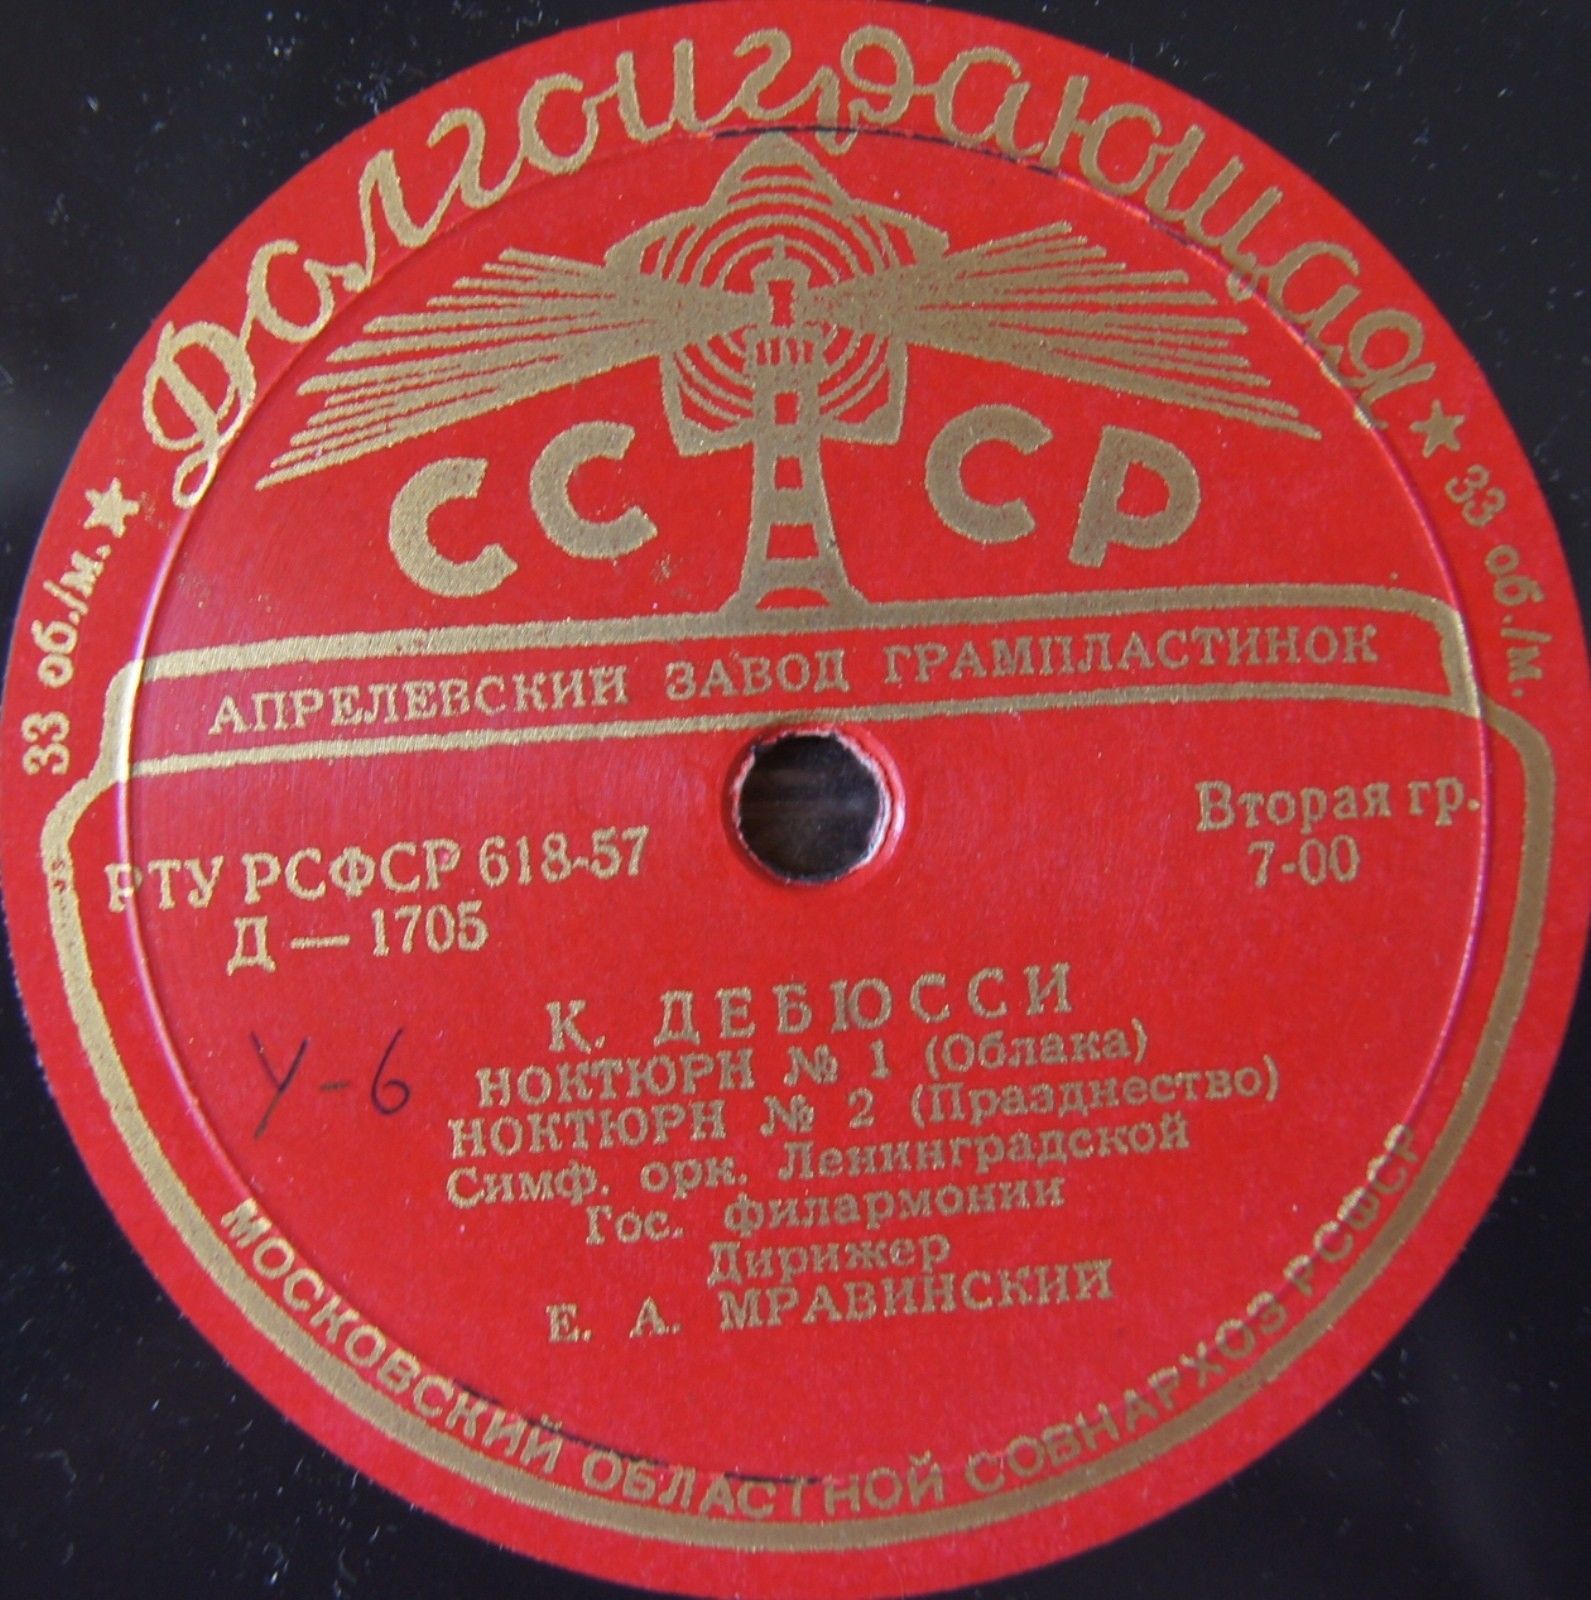 Долгоиграющая
33 об./м.
33 об./м.
СССР
АПРЕЛЕВСКИЙ ЗАВОД ГРАМПЛАСТИНОК
РТУ РСФСР 618-57
Д — 1705
Вторая гр.
7-00
У-6
К. ДЕБЮССИ
НОКТЮРН № 1 (Облака)
НОКТЮРН № 2 (Празднество)
Симф. орк. Ленинградской
Гос. филармонии
Дирижер
Е. А. МРАВИНСКИЙ
МОСКОВСКИЙ ОБЛАСТНОЙ СОВНАРХОЗ РСФСР